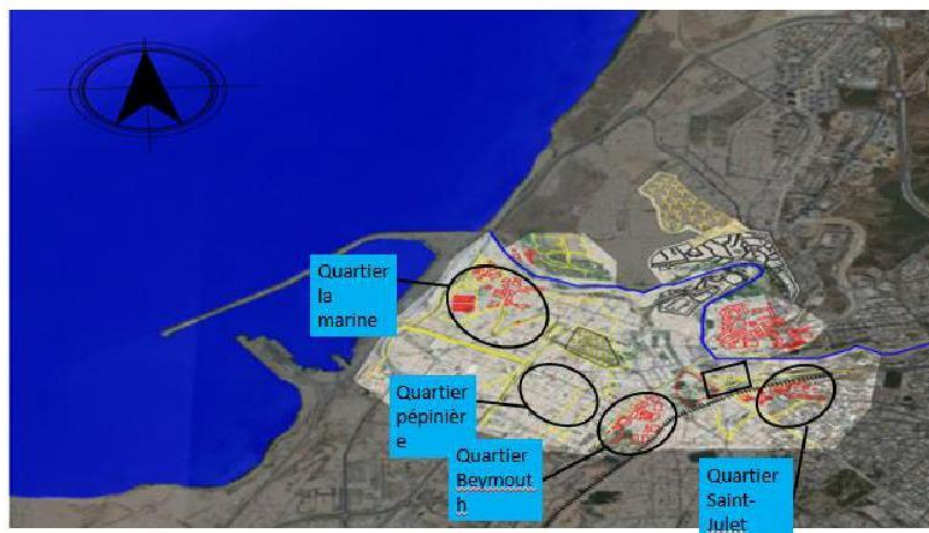 Quartier
la
marine
Quartier
pépinièr
e
Quartier
Beymout
h
Quartier
Saint-
Julet